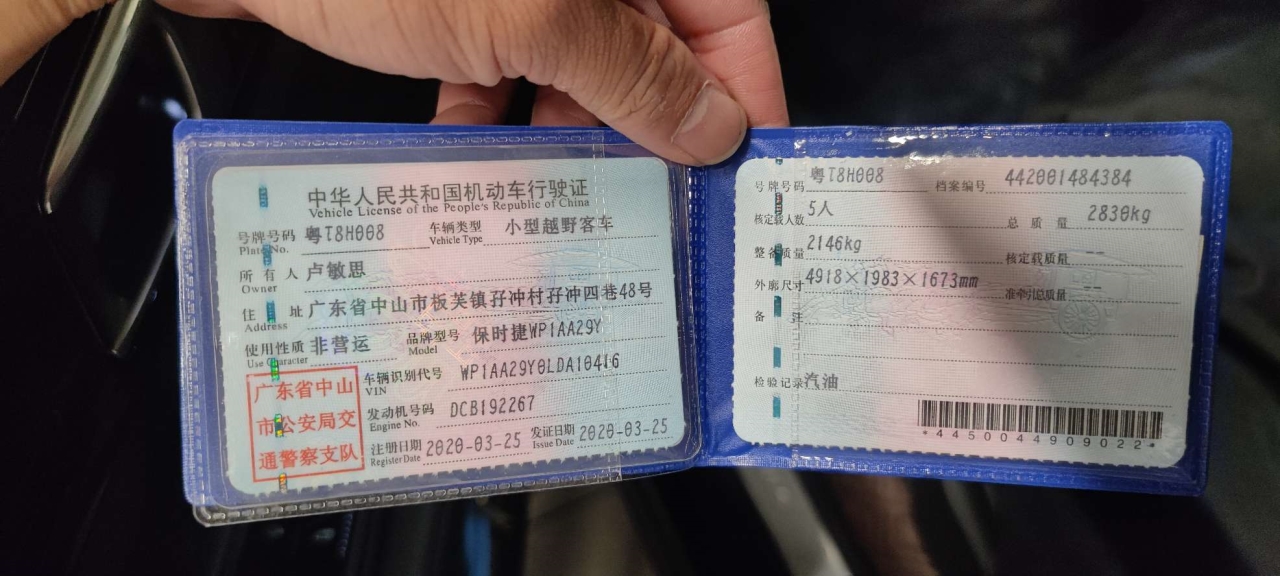 中华人民共和国机动车行驶证
Vehicle License of the People's Republic of China
号牌号码 粤T8H008 车辆类型 小型越野客车
Plate No. Vehicle Type
所有人 卢敏思
Owner
住址 广东省中山市板芙镇孖冲村孖冲四巷48号
Address
使用性质 非营运 品牌型号 保时捷WP1AA29Y
Use Character Model
车辆识别代号 WP1AA29Y0LDA10416
VIN
发动机号码 DCB192267
Engine No.
注册日期 2020-03-25 发证日期 2020-03-25
Register Date Issue Date
广东省中山
市公安局交
通警察支队
号牌号码 粤T8H008 档案编号 442001484384
核定载人数 5人 总质量 2830kg
整备质量 2146kg 核定载质量 --
外廓尺寸 4918×1983×1673mm 准牵引总质量 --
备注
检验记录 汽油
*4450044909022*